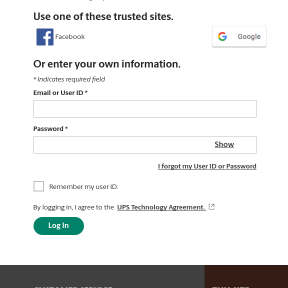 Use one of these trusted sites.
Facebook
Google
Or enter your own information.
* Indicates required field
Email or User ID *
Password *
Show
I forgot my User ID or Password
Remember my user ID.
By logging in, I agree to the UPS Technology Agreement.
Log In